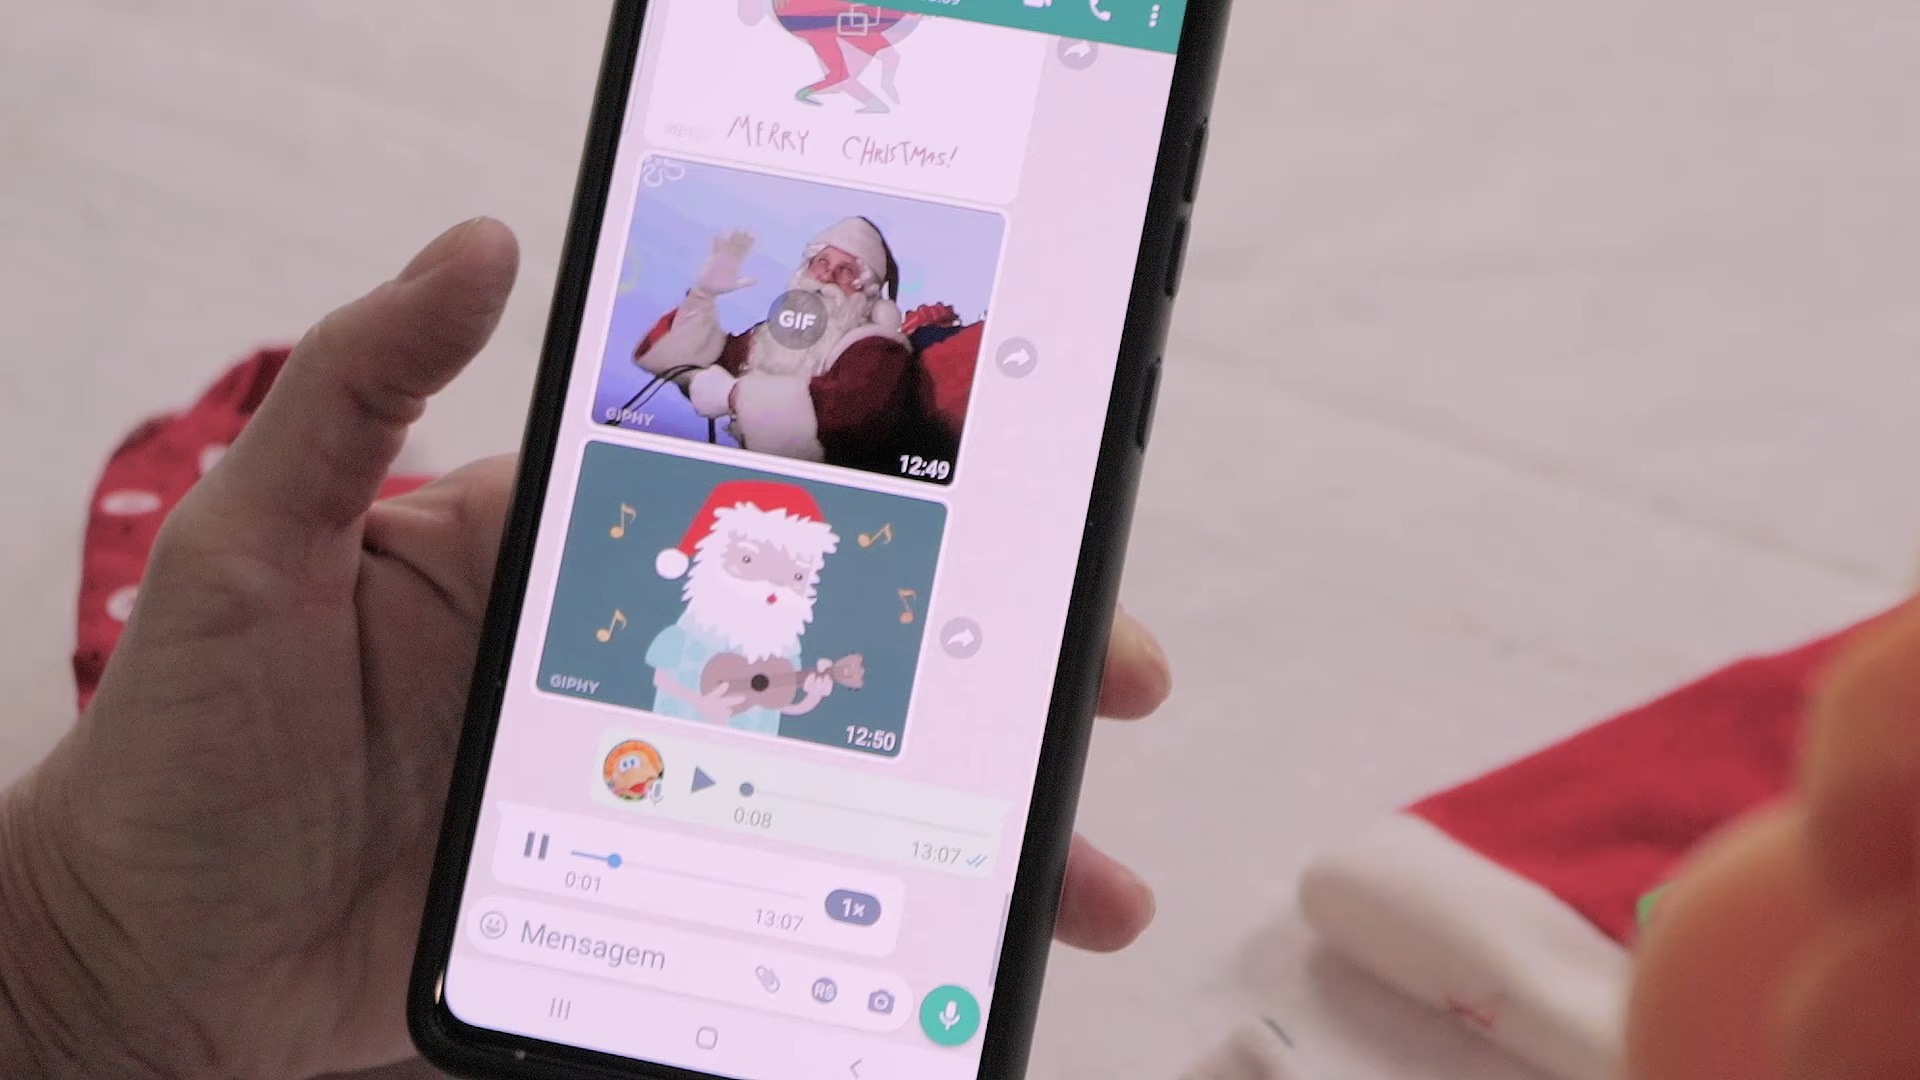 MERRY CHRISTMAS!
GIF
GIPHY
12:49
GIPHY
12:50
0:08
13:07
0:01
13:07
1x
Mensagem
R$